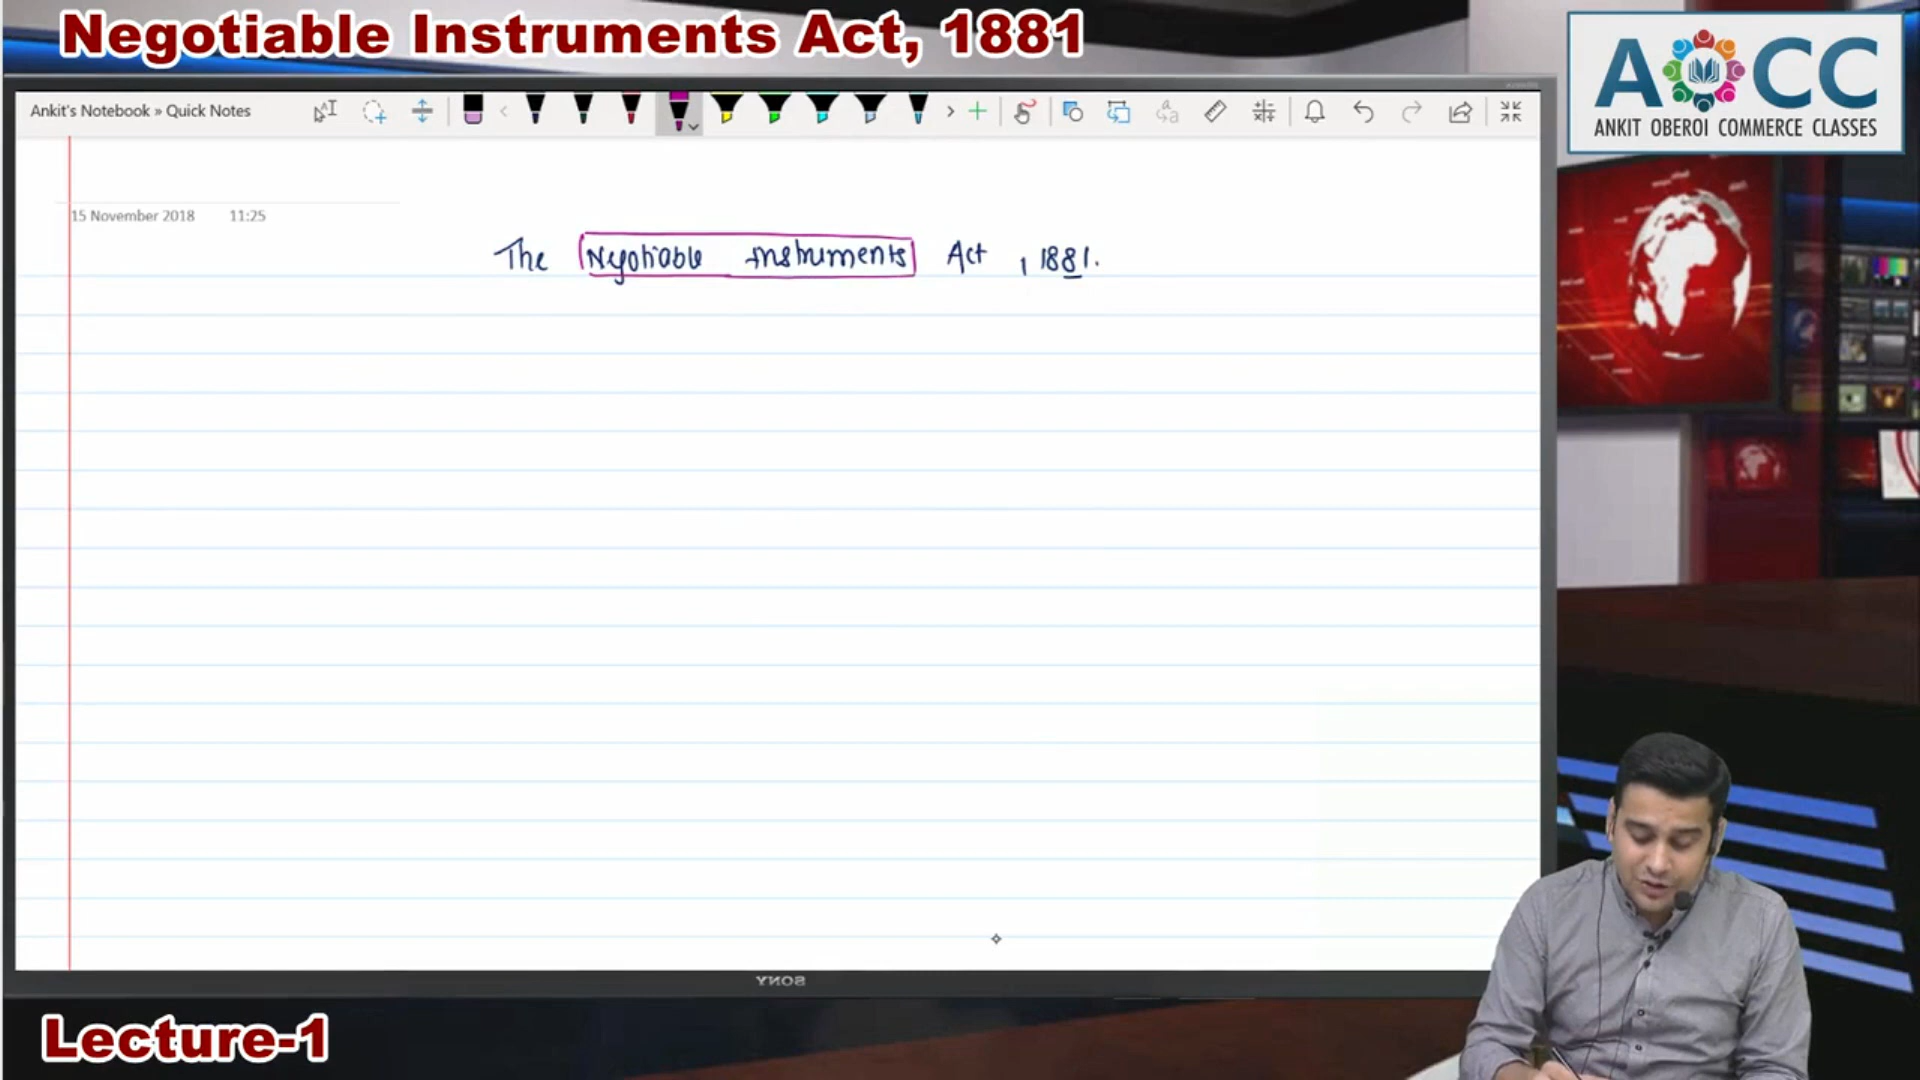 Negotiable Instruments Act, 1881
AOCC
ANKIT OBEROI COMMERCE CLASSES
Ankit's Notebook » Quick Notes
15 November 2018 11:25
The Negotiable Instruments Act, 1881.
SONY
Lecture-1